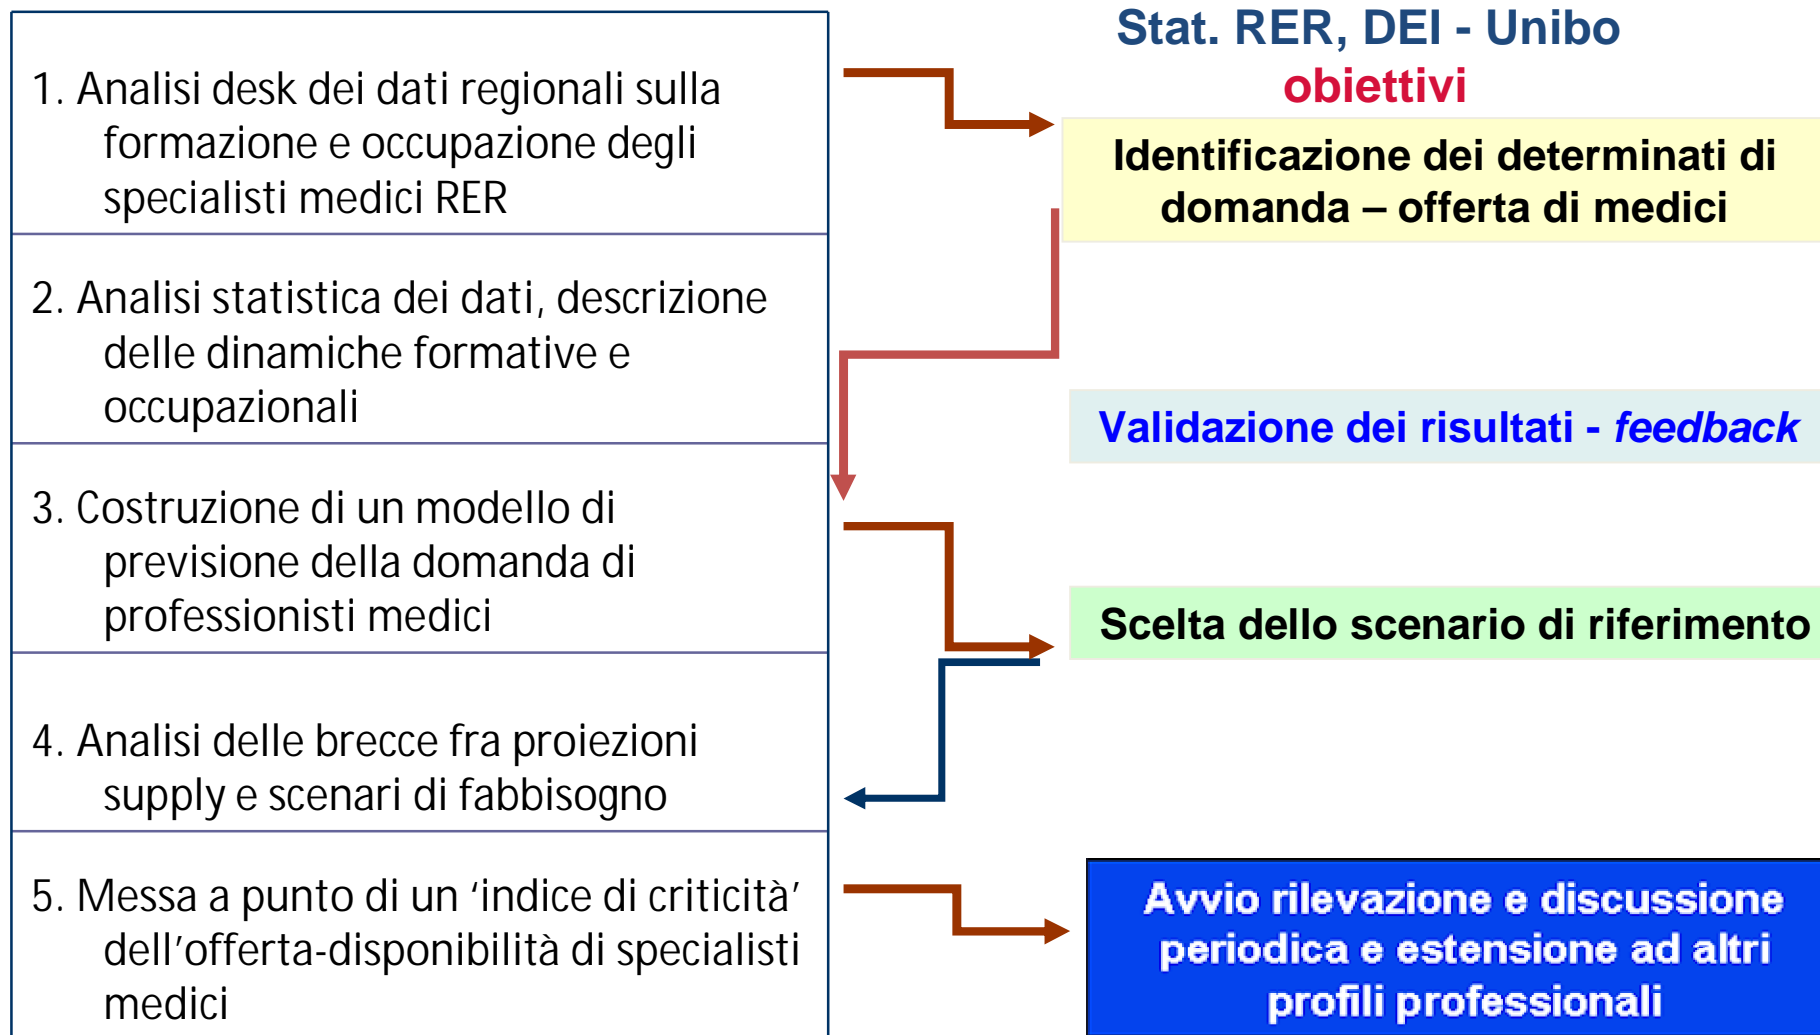 Stat. RER, DEI - Unibo
obiettivi
1. Analisi desk dei dati regionali sulla
formazione e occupazione degli
specialisti medici RER
2. Analisi statistica dei dati, descrizione
delle dinamiche formative e
occupazionali
3. Costruzione di un modello di
previsione della domanda di
professionisti medici
4. Analisi delle brecce fra proiezioni
supply e scenari di fabbisogno
5. Messa a punto di un ‘indice di criticità’
dell’offerta-disponibilità di specialisti
medici
Identificazione dei determinati di
domanda – offerta di medici
Validazione dei risultati - feedback
Scelta dello scenario di riferimento
Avvio rilevazione e discussione
periodica e estensione ad altri
profili professionali